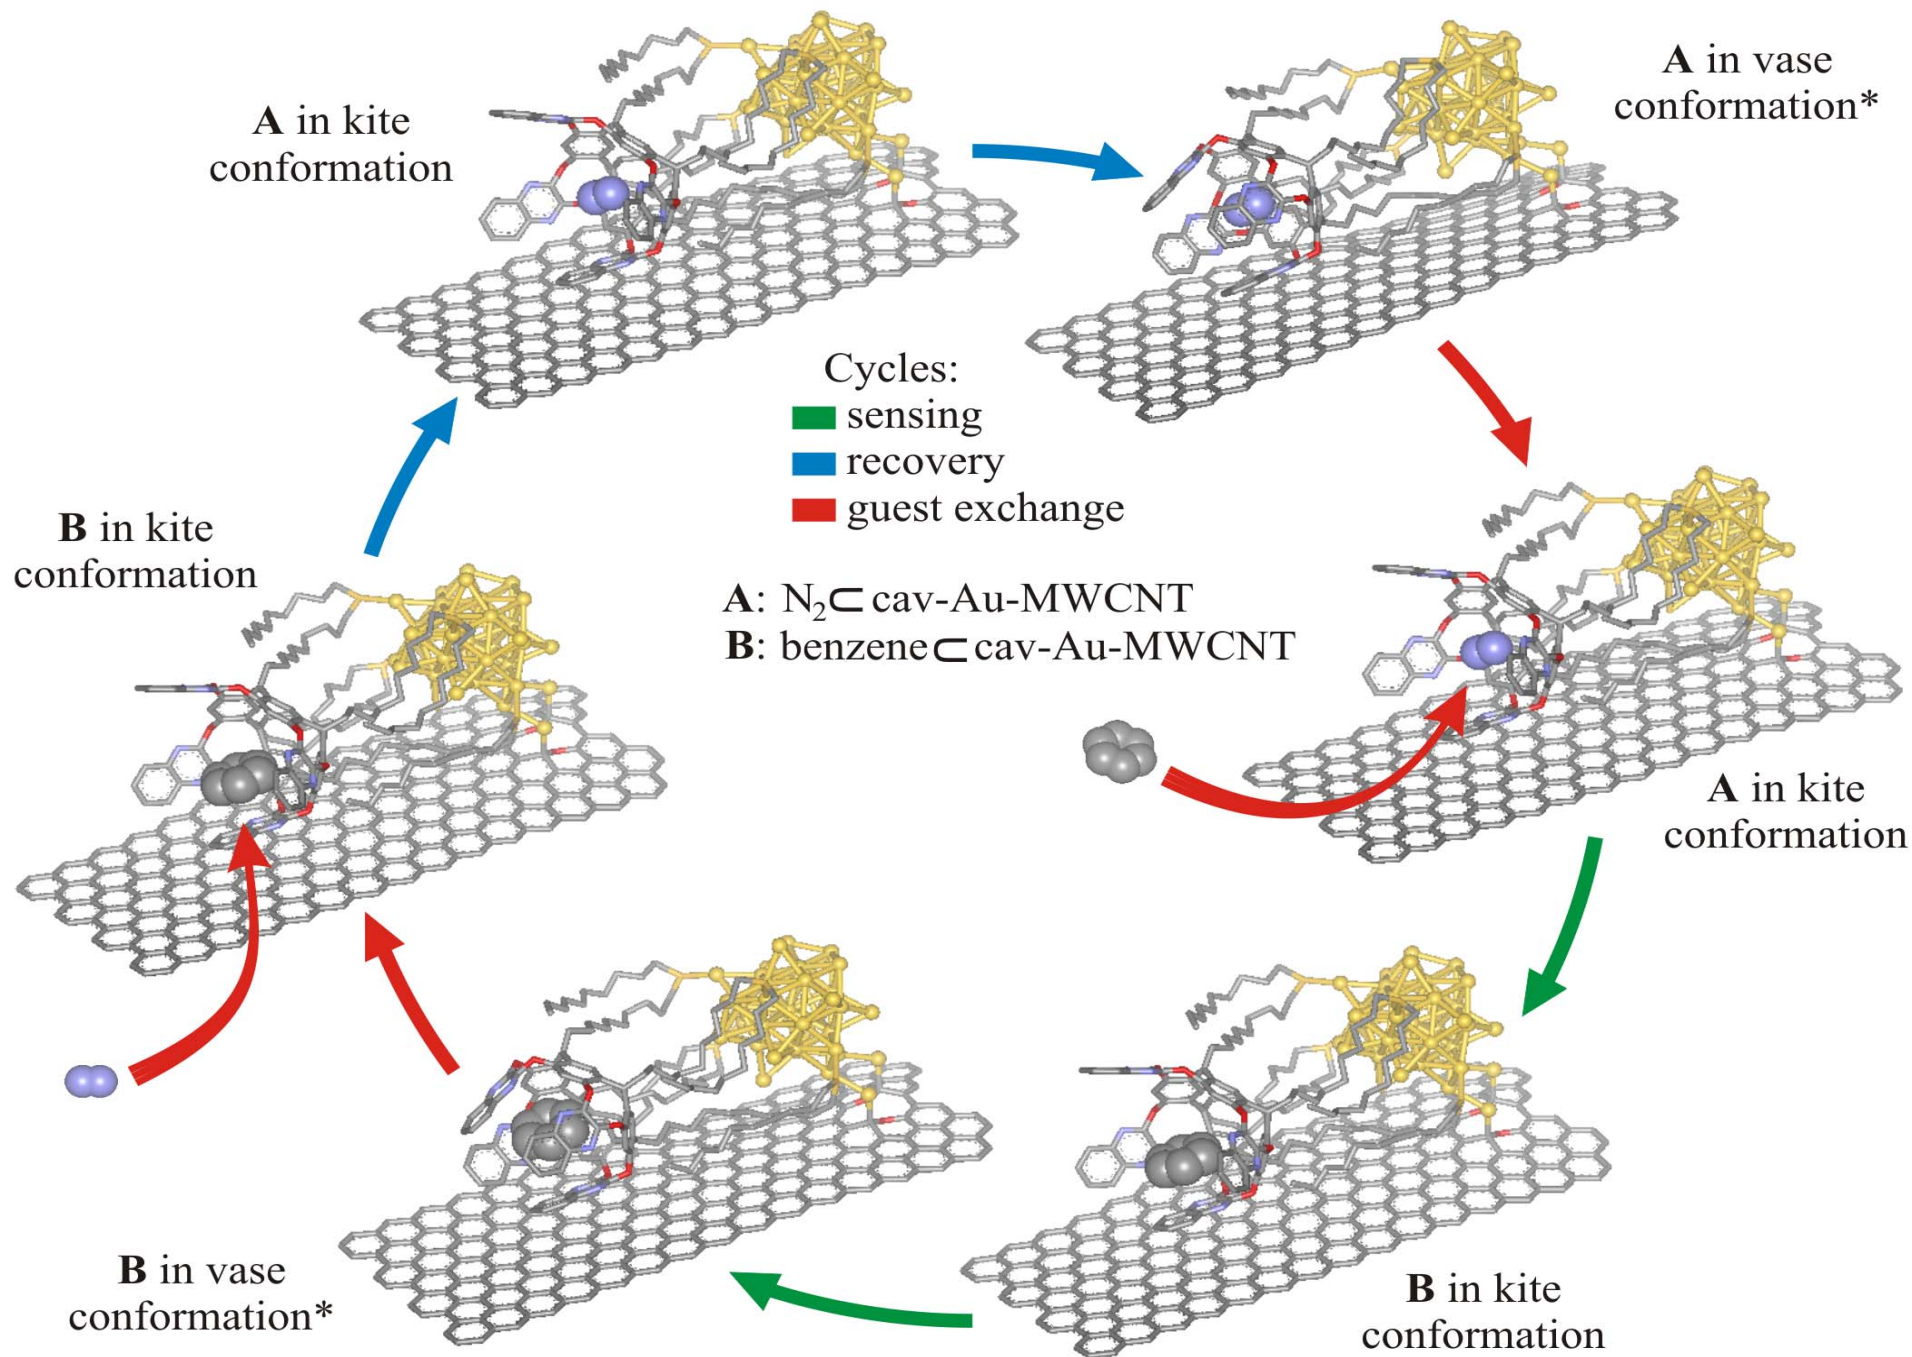 A in kite
conformation
A in vase
conformation*
Cycles:
sensing
recovery
guest exchange
B in kite
conformation
A: N₂⊂cav-Au-MWCNT
B: benzene⊂cav-Au-MWCNT
A in kite
conformation
B in vase
conformation*
B in kite
conformation